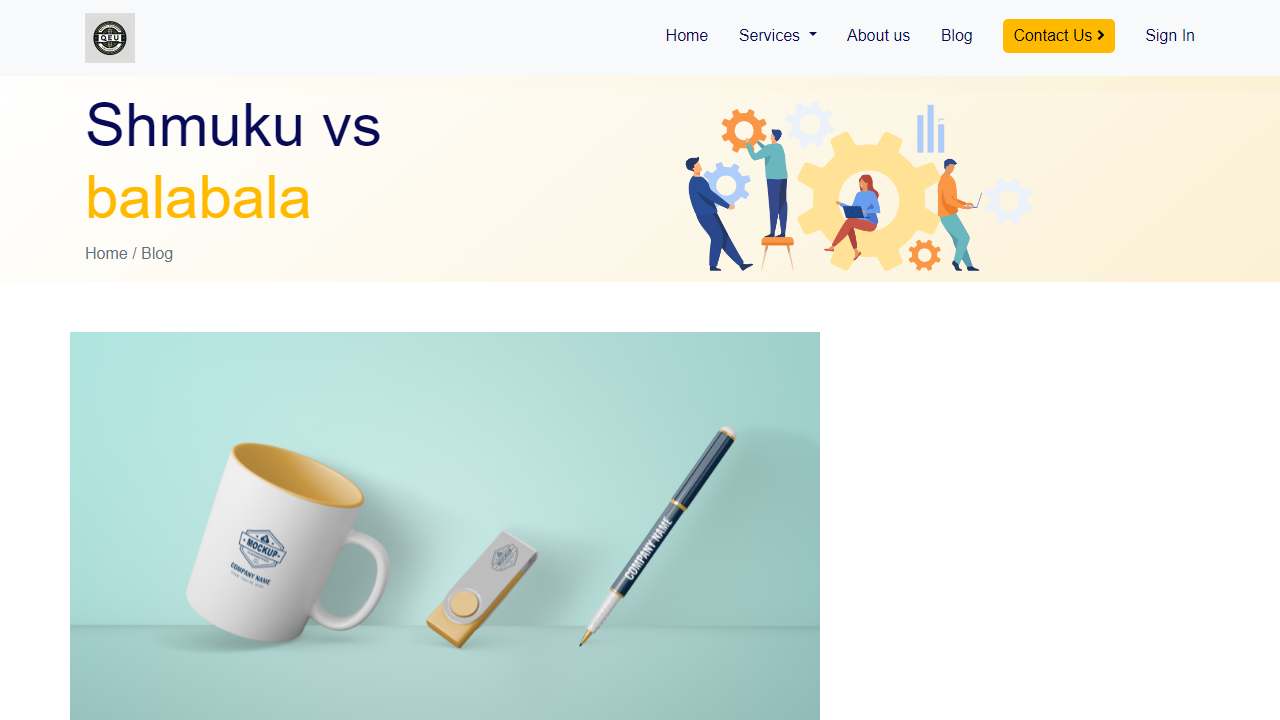 QEU
Home
Services
About us
Blog
Contact Us
Sign In
Shmuku vs
balabala
Home / Blog
MOCKUP
COMPANY NAME
COMPANY NAME